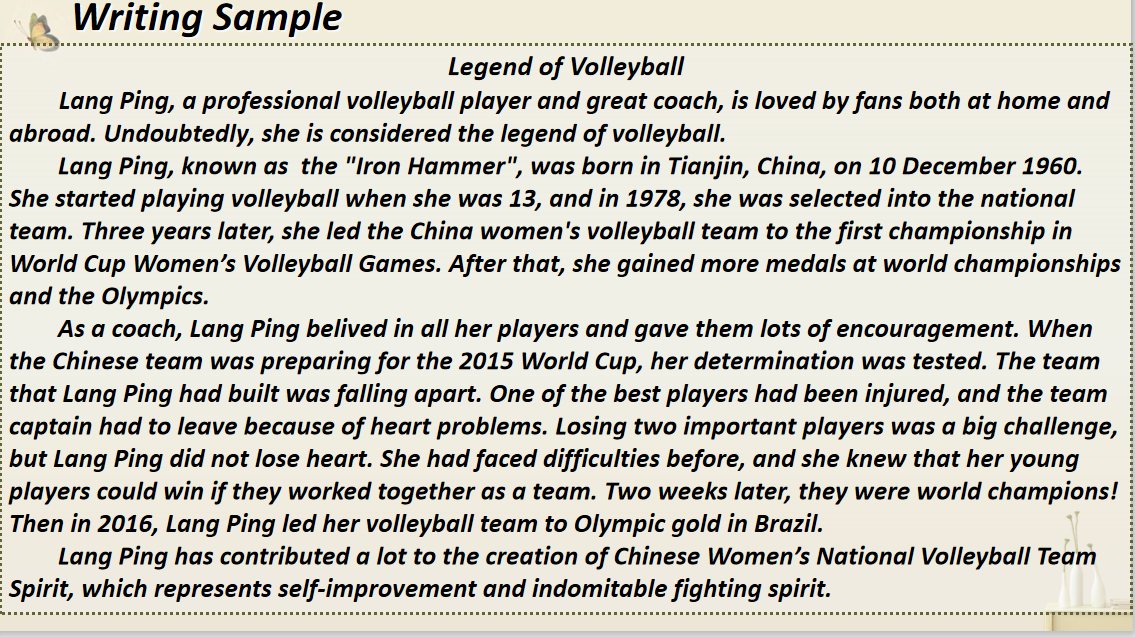 Writing Sample
Legend of Volleyball
Lang Ping, a professional volleyball player and great coach, is loved by fans both at home and
abroad. Undoubtedly, she is considered the legend of volleyball.
Lang Ping, known as the "Iron Hammer", was born in Tianjin, China, on 10 December 1960.
She started playing volleyball when she was 13, and in 1978, she was selected into the national
team. Three years later, she led the China women's volleyball team to the first championship in
World Cup Women’s Volleyball Games. After that, she gained more medals at world championships
and the Olympics.
As a coach, Lang Ping belived in all her players and gave them lots of encouragement. When
the Chinese team was preparing for the 2015 World Cup, her determination was tested. The team
that Lang Ping had built was falling apart. One of the best players had been injured, and the team
captain had to leave because of heart problems. Losing two important players was a big challenge,
but Lang Ping did not lose heart. She had faced difficulties before, and she knew that her young
players could win if they worked together as a team. Two weeks later, they were world champions!
Then in 2016, Lang Ping led her volleyball team to Olympic gold in Brazil.
Lang Ping has contributed a lot to the creation of Chinese Women’s National Volleyball Team
Spirit, which represents self-improvement and indomitable fighting spirit.